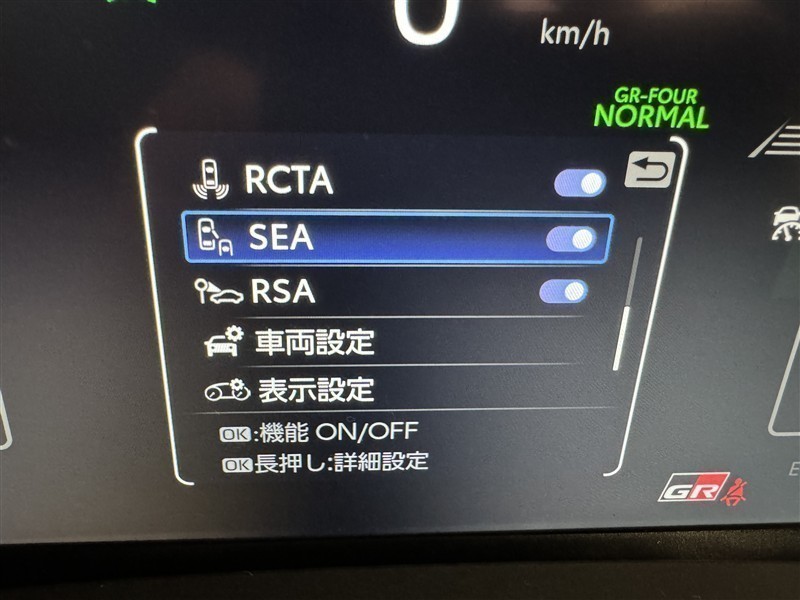 0
km/h
GR-FOUR
NORMAL
RCTA
SEA
RSA
車両設定
表示設定
OK:機能 ON/OFF
OK長押し:詳細設定
GR
E